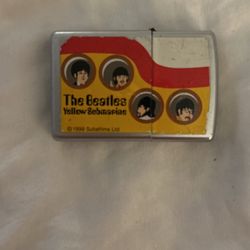 The Beatles
Yellow Submarine
© 1999 Subafilms Ltd